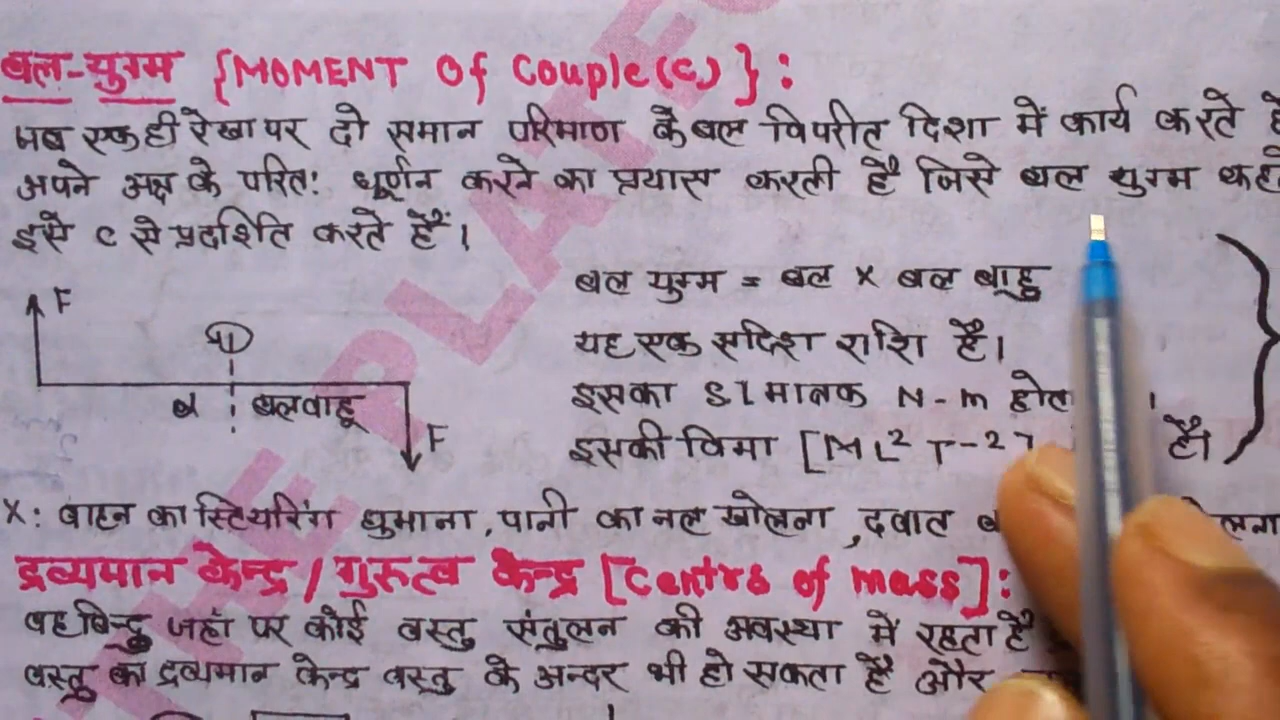 बल-युग्म {MOMENT Of Couple(C)}:
जब एक ही रेखा पर दो समान परिमाण के बल विपरीत दिशा में कार्य करते है
अपने अक्ष के परित: घूर्णन करने का प्रयास करती है जिसे बल युग्म कहते
इसे C से प्रदर्शित करते हैं।
F
बल युग्म = बल x बल बाहु
यह एक सदिश राशि है।
इसका SI मात्रक N-m होत
d बलबाहू
F
इसकी विमा [ML² T-2] है।
x: वाहन का स्टियरिंग घुमाना, पानी का नल खोलना, दवात
द्रव्यमान केन्द्र / गुरुत्व केन्द्र [Centre of mass]:
वह बिन्दु जहाँ पर कोई वस्तु संतुलन की अवस्था में रहता है
वस्तु का द्रव्यमान केन्द्र वस्तु के अन्दर भी हो सकता है और
THE PLATFO